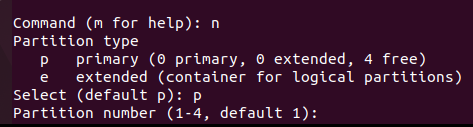 Command (m for help): n
Partition type
   p   primary (0 primary, 0 extended, 4 free)
   e   extended (container for logical partitions)
Select (default p): p
Partition number (1-4, default 1):